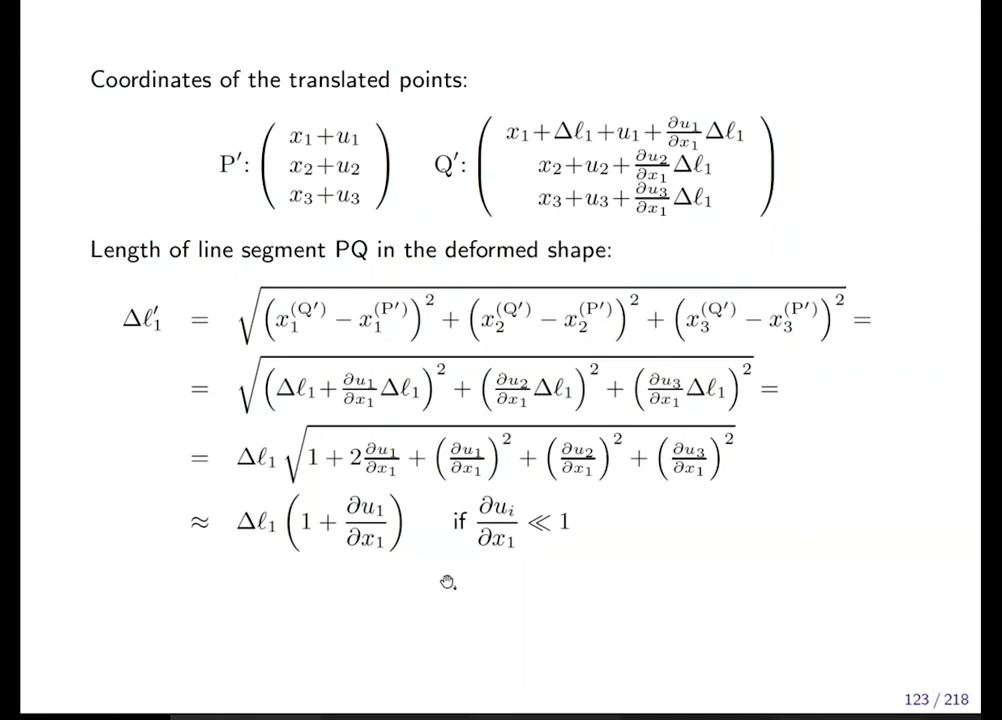 Coordinates of the translated points:
P′: ( x₁+u₁ ; x₂+u₂ ; x₃+u₃ ) Q′: ( x₁+Δℓ₁+u₁+∂u₁/∂x₁ Δℓ₁ ; x₂+u₂+∂u₂/∂x₁ Δℓ₁ ; x₃+u₃+∂u₃/∂x₁ Δℓ₁ )
Length of line segment PQ in the deformed shape:
Δℓ₁′ = √( (x₁^(Q′) − x₁^(P′))² + (x₂^(Q′) − x₂^(P′))² + (x₃^(Q′) − x₃^(P′))² ) =
= √( (Δℓ₁+∂u₁/∂x₁ Δℓ₁)² + (∂u₂/∂x₁ Δℓ₁)² + (∂u₃/∂x₁ Δℓ₁)² ) =
= Δℓ₁ √( 1 + 2 ∂u₁/∂x₁ + (∂u₁/∂x₁)² + (∂u₂/∂x₁)² + (∂u₃/∂x₁)² )
≈ Δℓ₁ (1 + ∂u₁/∂x₁) if ∂uᵢ/∂x₁ ≪ 1
123 / 218